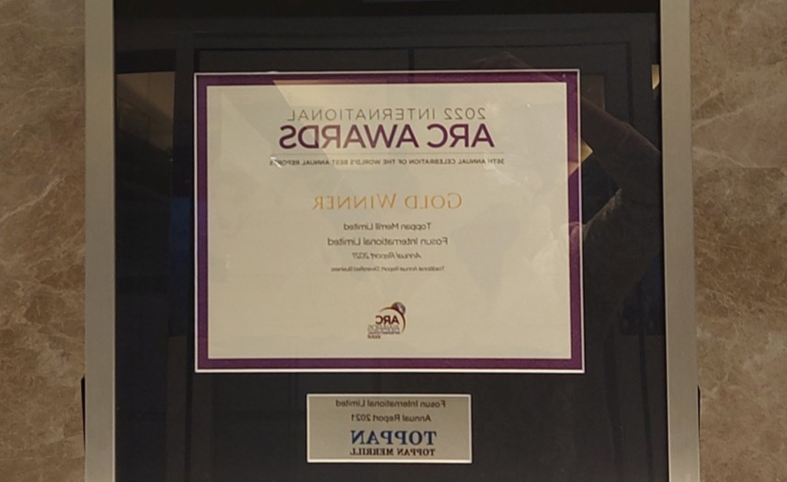 2022 INTERNATIONAL
ARC AWARDS
36TH ANNUAL CELEBRATION OF THE WORLD'S BEST ANNUAL REPORTS
GOLD WINNER
Toppan Merrill Limited
Fosun International Limited
Annual Report 2021
Traditional Annual Report: Diversified Business
ARC
AWARDS
INTERNATIONAL
Fosun International Limited
Annual Report 2021
TOPPAN
TOPPAN MERRILL